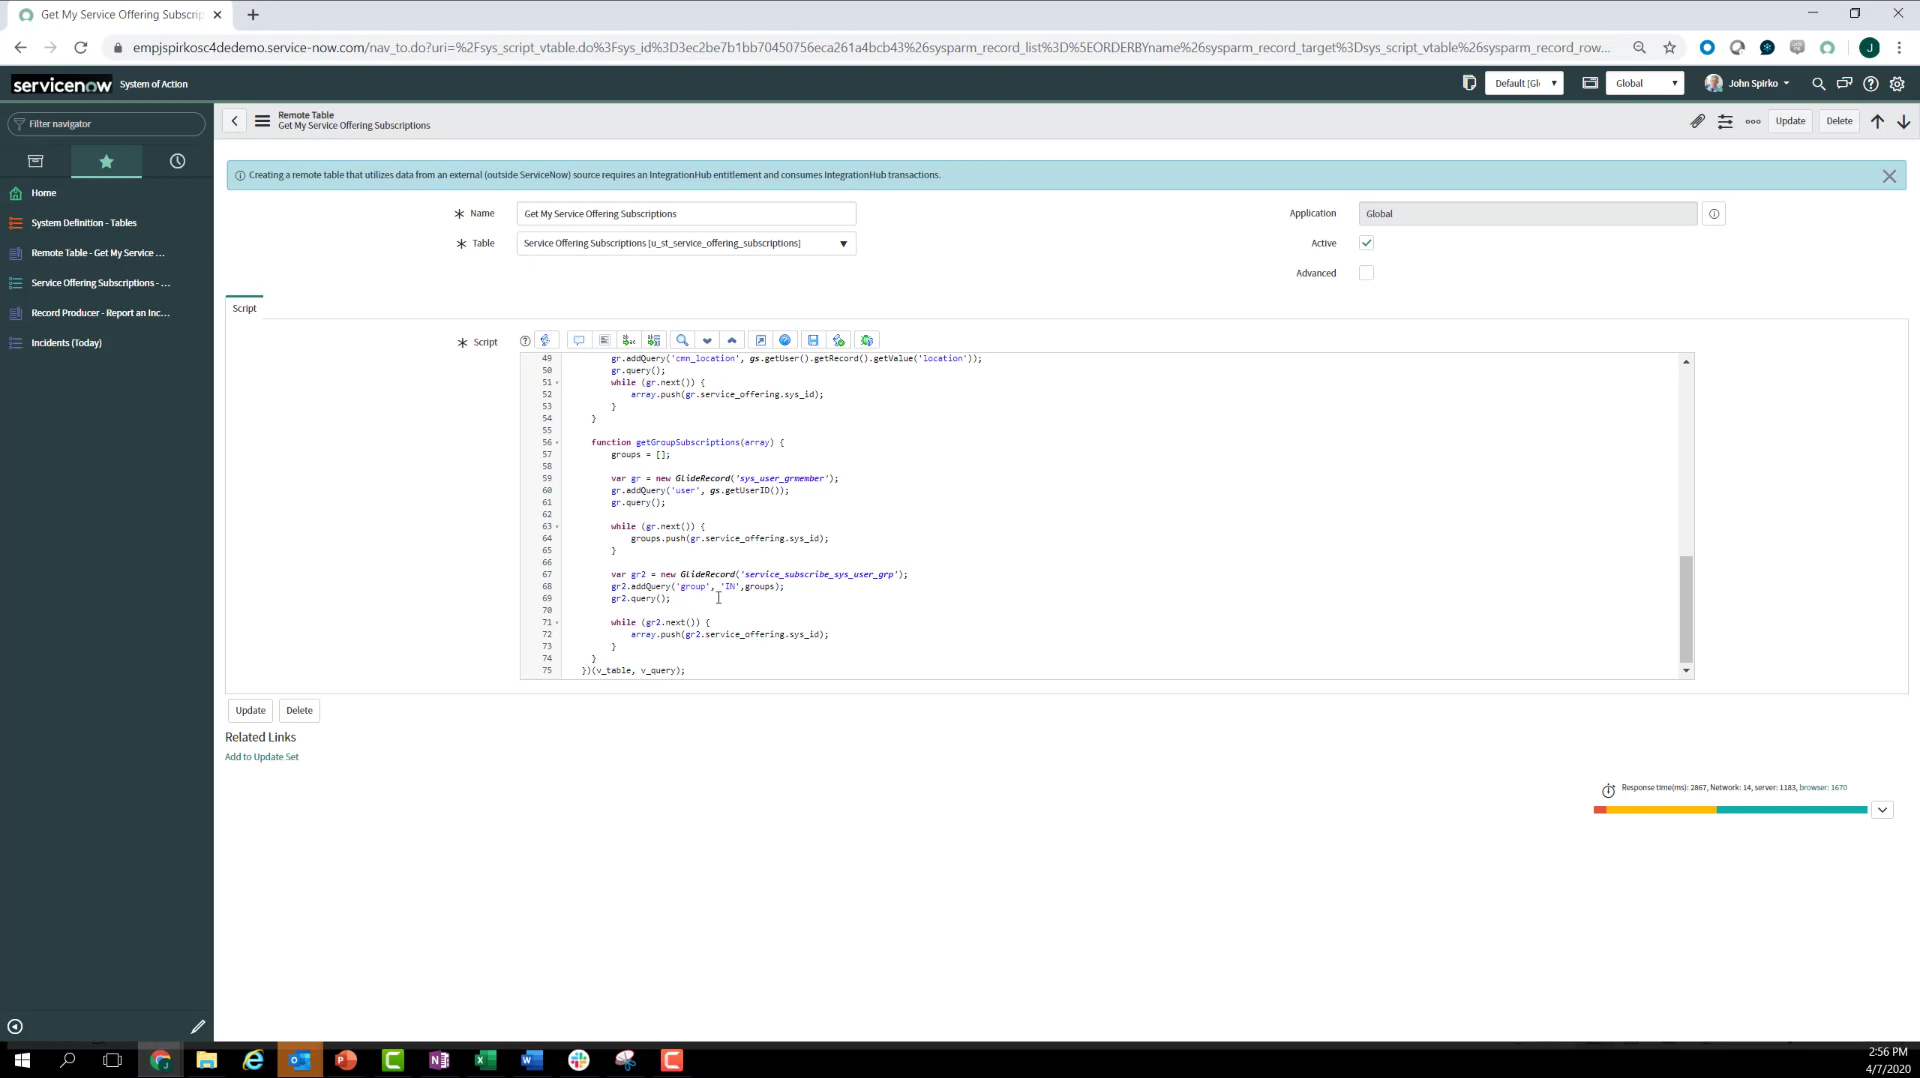 Get My Service Offering Subscrip
empjspirkosc4dedemo.service-now.com/nav_to.do?uri=%2Fsys_script_vtable.do%3Fsys_id%3D3ec2be7b1bb70450756eca261a4bcb43%26sysparm_record_list%3D%5EORDERBYname%26sysparm_record_target%3Dsys_script_vtable%26sysparm_record_row...
J
servicenow System of Action
Default [Gl
Global
John Spirko
Filter navigator
Home
System Definition - Tables
Remote Table - Get My Service ...
Service Offering Subscriptions - ...
Record Producer - Report an Inc...
Incidents (Today)
Remote Table
Get My Service Offering Subscriptions
Update
Delete
Creating a remote table that utilizes data from an external (outside ServiceNow) source requires an IntegrationHub entitlement and consumes IntegrationHub transactions.
Name
Get My Service Offering Subscriptions
Application
Global
Table
Service Offering Subscriptions [u_st_service_offering_subscriptions]
Active
Advanced
Script
Script
49 gr.addQuery('cmn_location', gs.getUser().getRecord().getValue('location'));
50 gr.query();
51 while (gr.next()) {
52 array.push(gr.service_offering.sys_id);
53 }
54 }
55
56 function getGroupSubscriptions(array) {
57 groups = [];
58
59 var gr = new GlideRecord('sys_user_grmember');
60 gr.addQuery('user', gs.getUserID());
61 gr.query();
62
63 while (gr.next()) {
64 groups.push(gr.service_offering.sys_id);
65 }
66
67 var gr2 = new GlideRecord('service_subscribe_sys_user_grp');
68 gr2.addQuery('group', 'IN',groups);
69 gr2.query();
70
71 while (gr2.next()) {
72 array.push(gr2.service_offering.sys_id);
73 }
74 }
75 })(v_table, v_query);
Update
Delete
Related Links
Add to Update Set
Response time(ms): 2867, Network: 14, server: 1183, browser: 1670
2:56 PM
4/7/2020